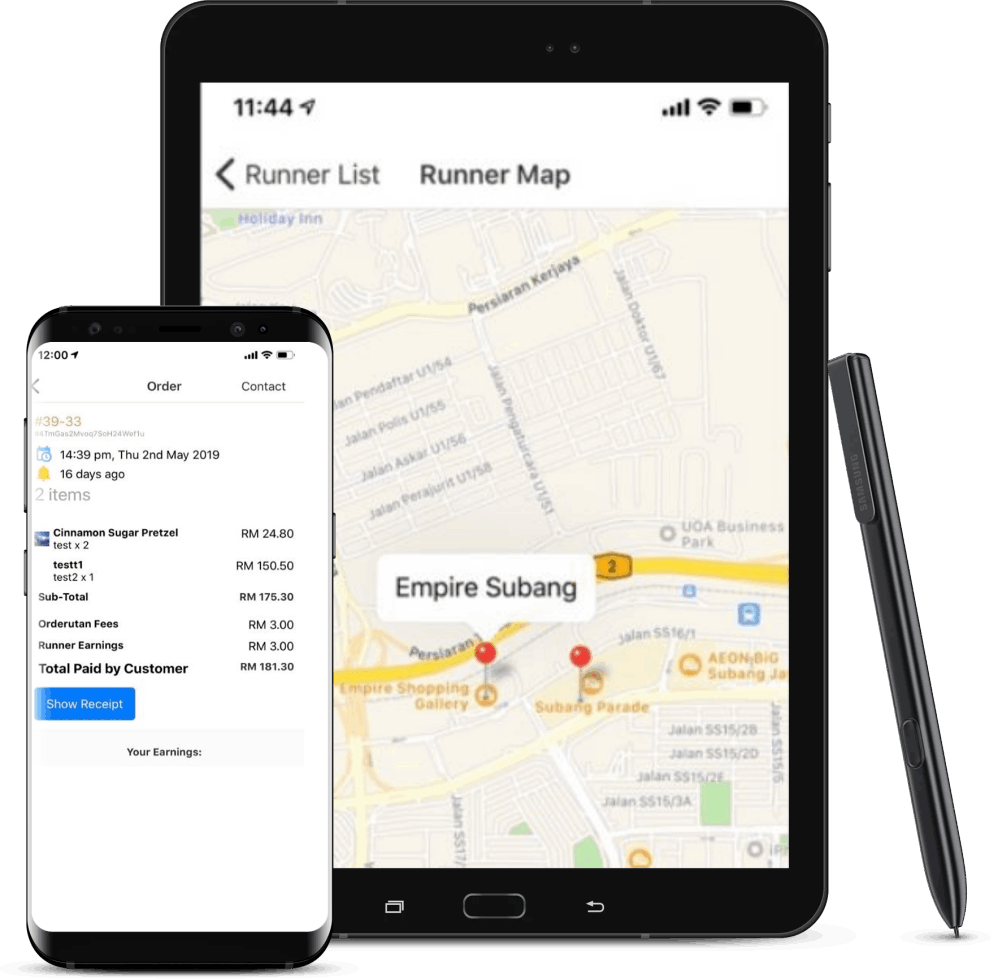 11:44
Runner List
Runner Map
Holiday Inn
Persiaran Kerjaya
Jalan Doktor U1/67
Jalan Pendaftar U1/54
Jalan Polis U1/55
Jalan Askar U1/56
Jalan Perajurit U1/58
Jalan Pengaturcara U1/51
UOA Business
Park
2
Empire Subang
Persiaran
Jalan SS16/1
AEON BiG
Subang Ja
Empire Shopping
Gallery
Subang Parade
Jalan SS15/2B
Jalan SS15/2D
Jalan SS15/2F
Jalan SS15/3A
Jalan SS15/5
Jalan SS17/
SAMSUNG
12:00
Order
Contact
#39-33
14:39 pm, Thu 2nd May 2019
16 days ago
2 items
Cinnamon Sugar Pretzel
RM 24.80
test x 2
testt1
RM 150.50
test2 x 1
Sub-Total
RM 175.30
Orderutan Fees
RM 3.00
Runner Earnings
RM 3.00
Total Paid by Customer
RM 181.30
Show Receipt
Your Earnings: